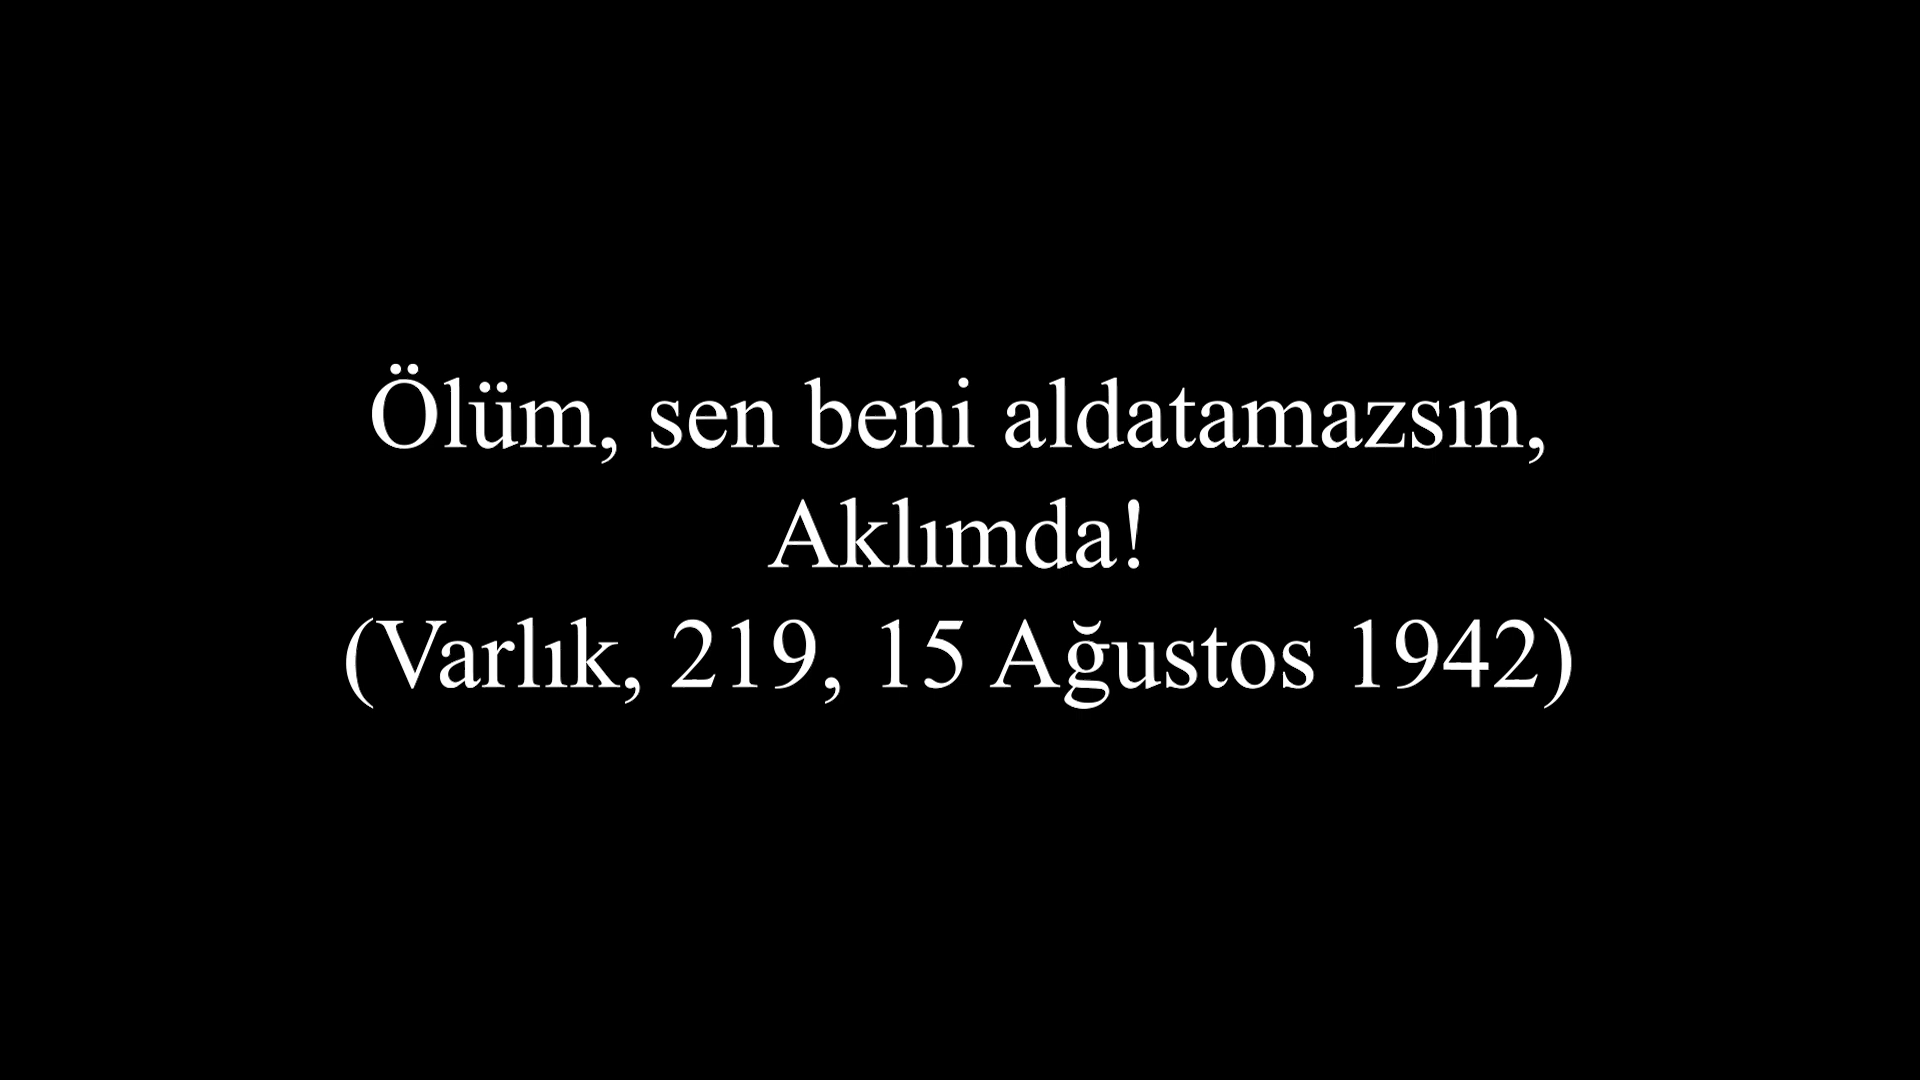 Ölüm, sen beni aldatamazsın,
Aklımda!
(Varlık, 219, 15 Ağustos 1942)